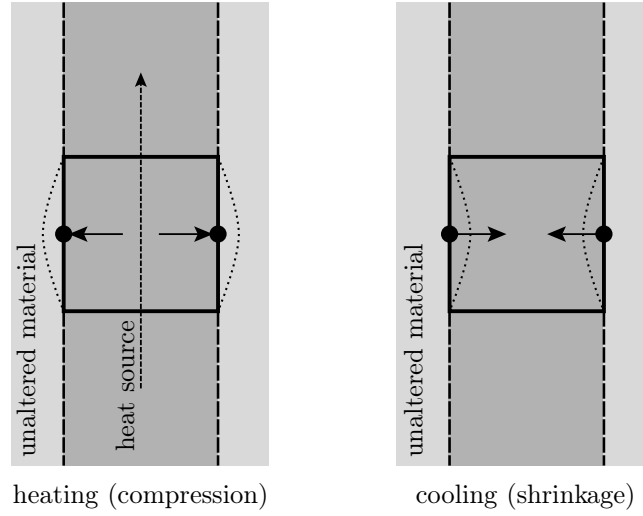 unaltered material
heat source
unaltered material
heating (compression)
cooling (shrinkage)